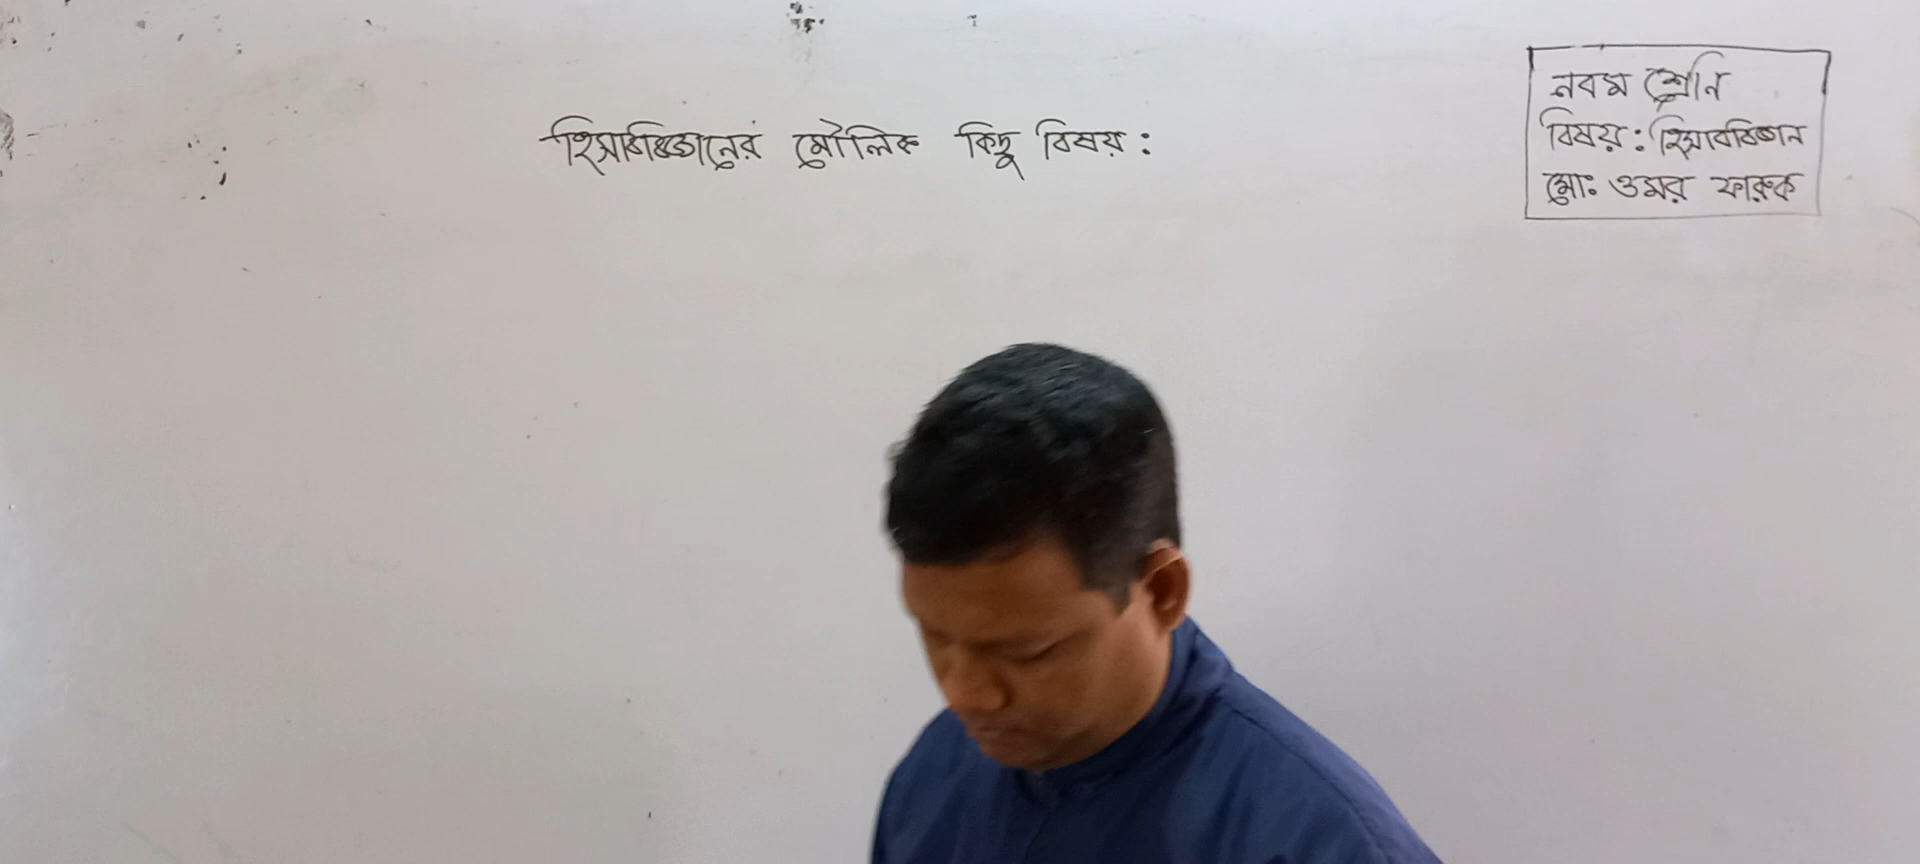 হিসাববিজ্ঞানের মৌলিক কিছু বিষয় :
নবম শ্রেনি
বিষয় : হিসাববিজ্ঞান
মোঃ ওমর ফারুক